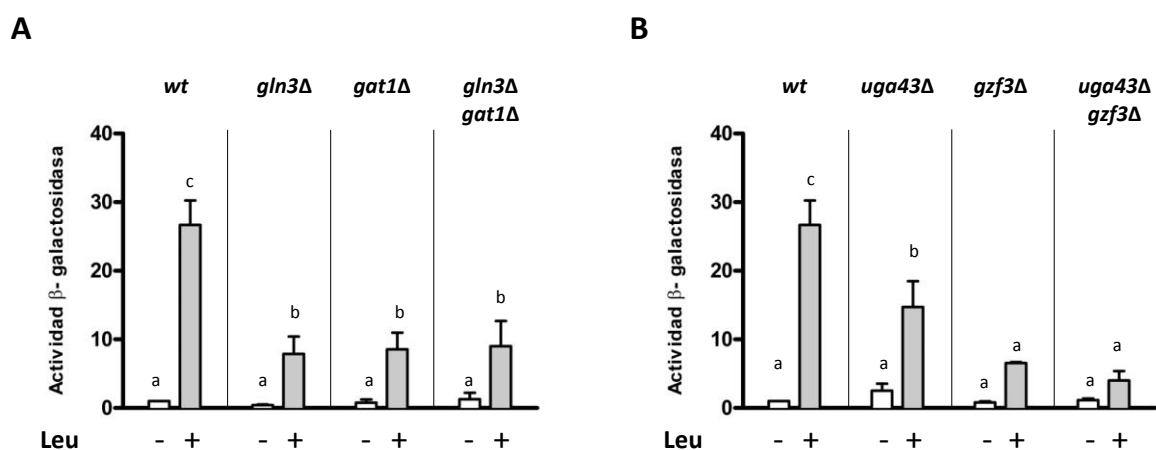 A
wt gln3Δ gat1Δ gln3Δ
gat1Δ
Actividad β- galactosidasa
40
30
20
10
0
a c a b a b a b
Leu - + - + - + - +
B
wt uga43Δ gzf3Δ uga43Δ
gzf3Δ
Actividad β- galactosidasa
40
30
20
10
0
a c a b a a a a
Leu - + - + - + - +